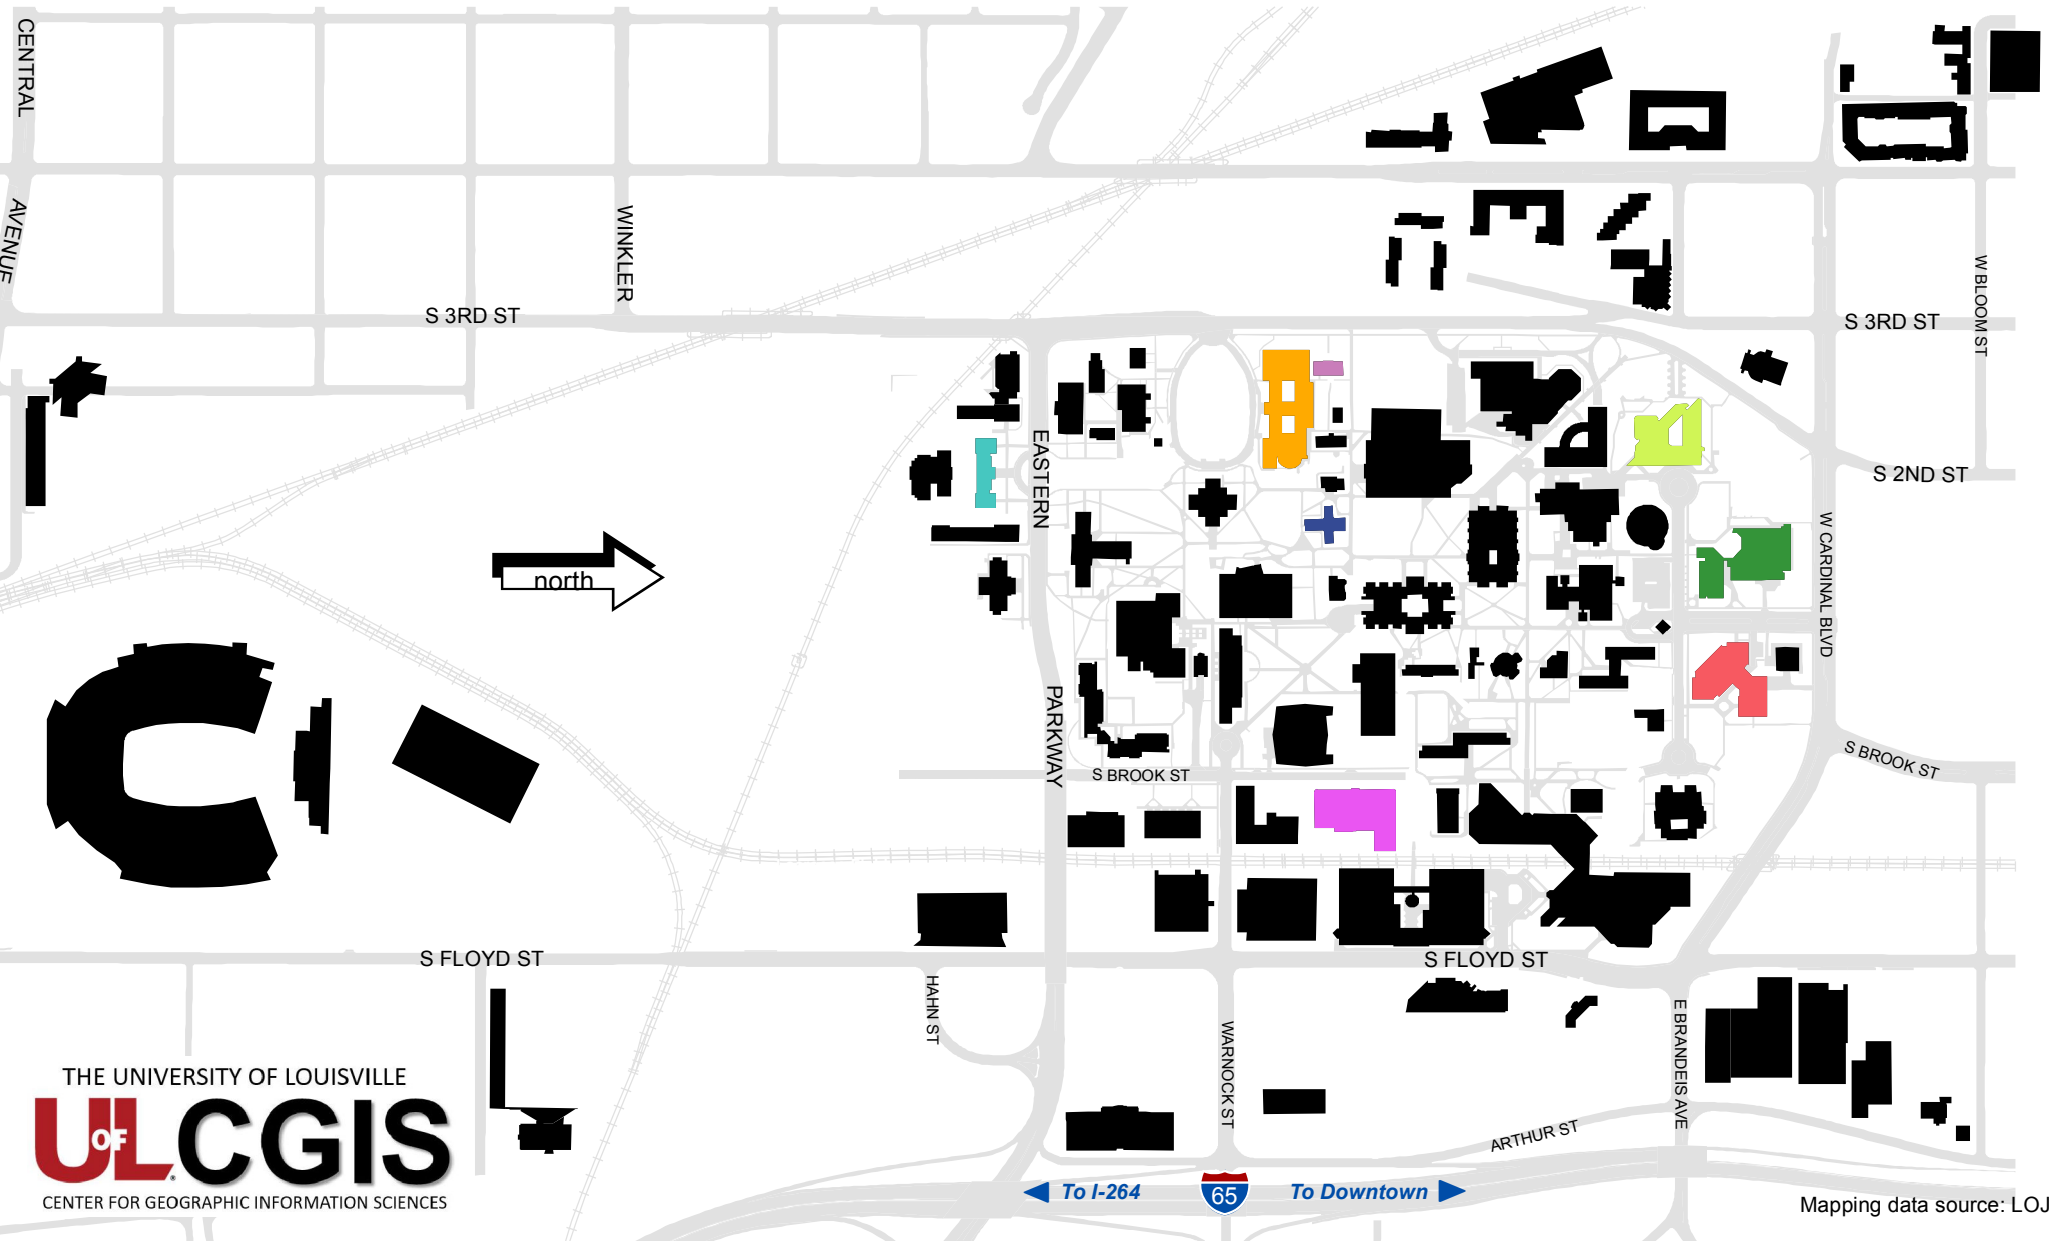 CENTRAL
AVENUE
WINKLER
S 3RD ST
S 3RD ST
W BLOOM ST
S 2ND ST
EASTERN
PARKWAY
W CARDINAL BLVD
north
S BROOK ST
S BROOK ST
S FLOYD ST
S FLOYD ST
HAHN ST
WARNOCK ST
E BRANDEIS AVE
ARTHUR ST
To I-264
65
To Downtown
THE UNIVERSITY OF LOUISVILLE
UofL CGIS
CENTER FOR GEOGRAPHIC INFORMATION SCIENCES
Mapping data source: LOJ